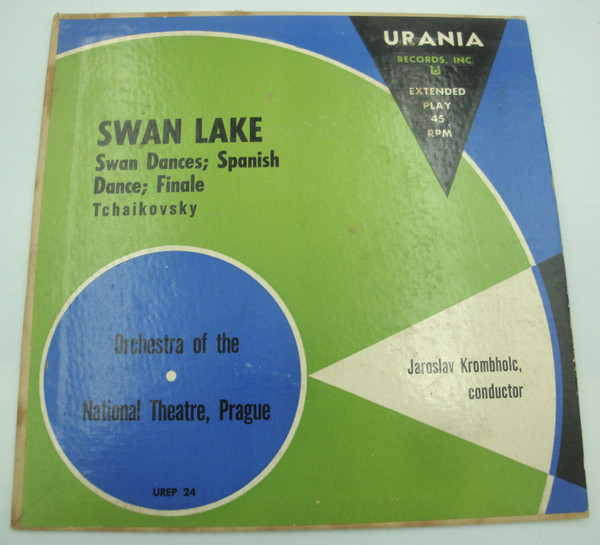 URANIA
RECORDS, INC
U
EXTENDED
PLAY
45
RPM
SWAN LAKE
Swan Dances; Spanish
Dance; Finale
Tchaikovsky
Orchestra of the
National Theatre, Prague
Jaroslav Krombholc,
conductor
UREP 24